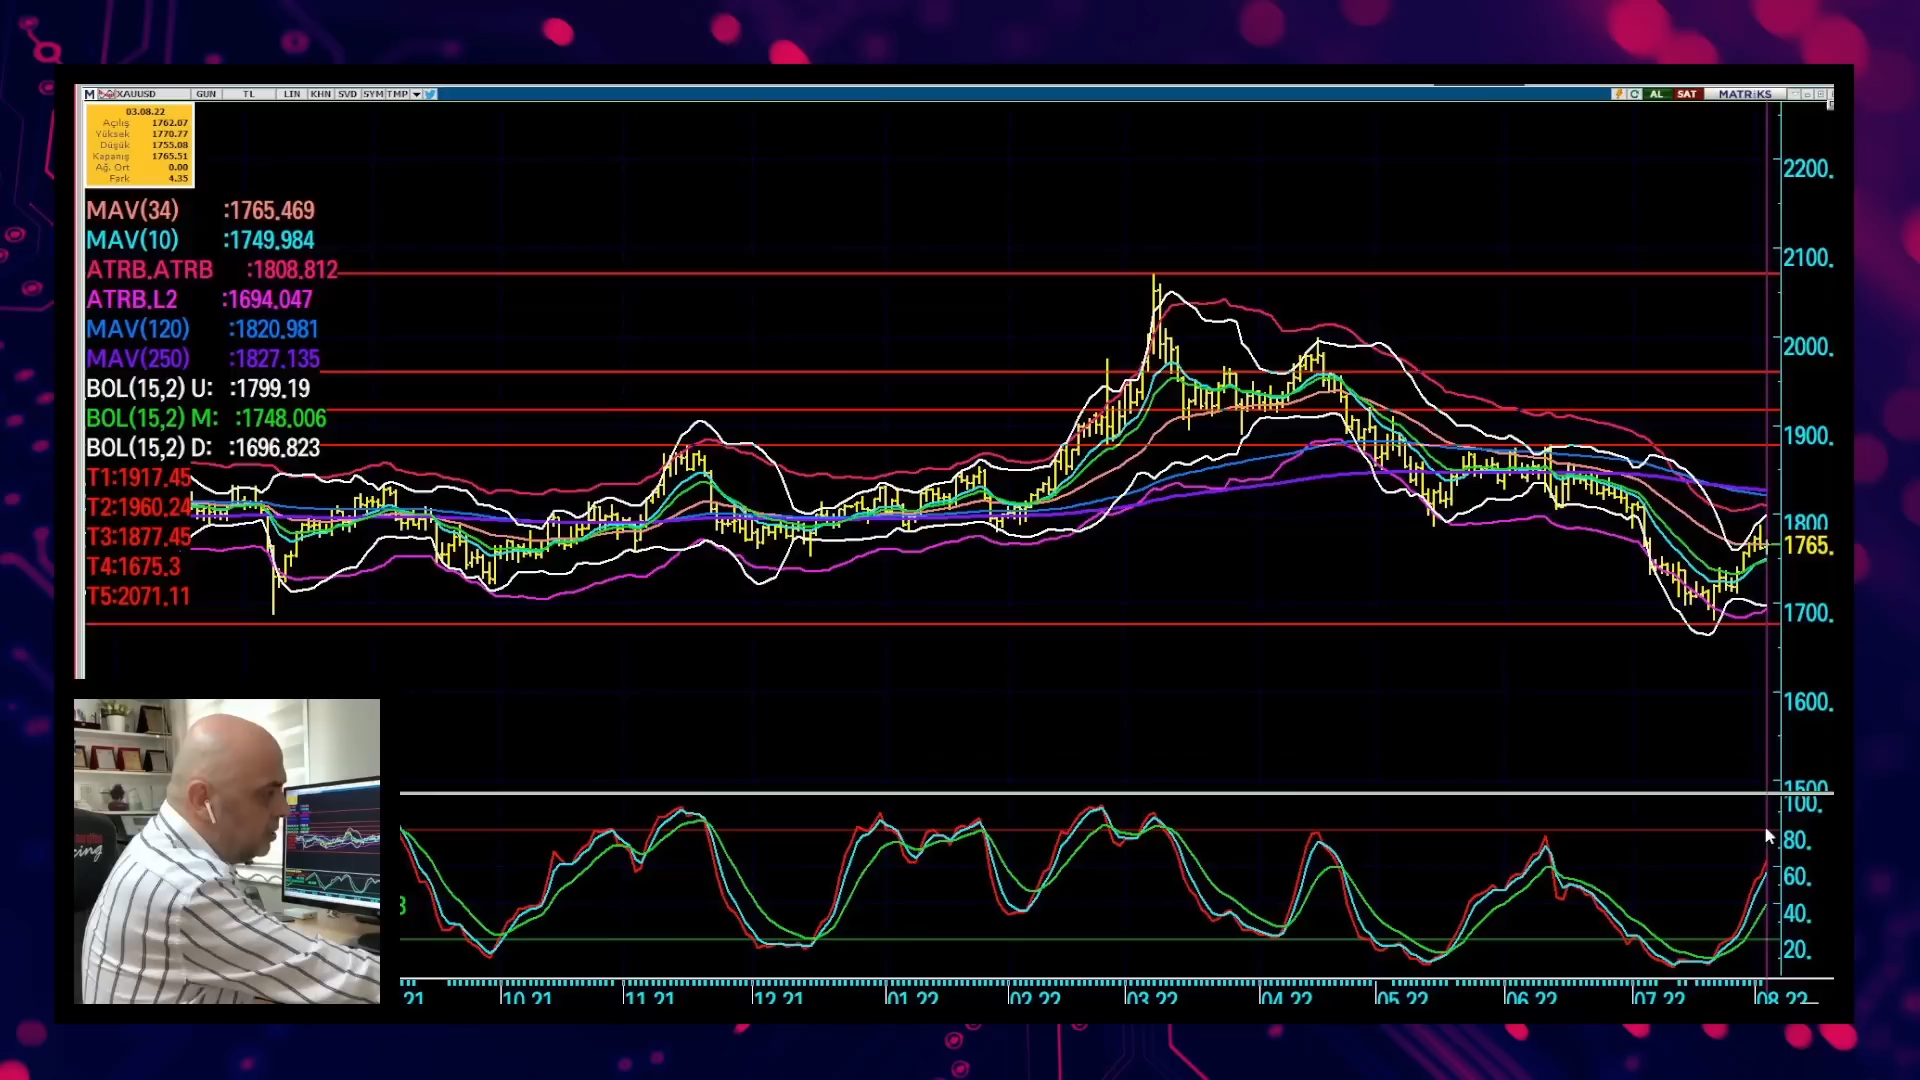 M XAUUSD GUN TL LIN KHN SVD SYM TMP AL SAT MATRİKS
03.08.22
Açılış 1762.07
Yüksek 1770.77
Düşük 1755.08
Kapanış 1765.51
Ağ. Ort 0.00
Fark 4.35
MAV(34) :1765.469
MAV(10) :1749.984
ATRB.ATRB :1808.812
ATRB.L2 :1694.047
MAV(120) :1820.981
MAV(250) :1827.135
BOL(15,2) U: :1799.19
BOL(15,2) M: :1748.006
BOL(15,2) D: :1696.823
T1:1917.45
T2:1960.24
T3:1877.45
T4:1675.3
T5:2071.11
2200.
2100.
2000.
1900.
1800
1765.
1700.
1600.
1500
100.
80.
60.
40.
20.
21 10 21 11 21 12 21 01 22 02 22 03 22 04 22 05 22 06 22 07 22 08 22